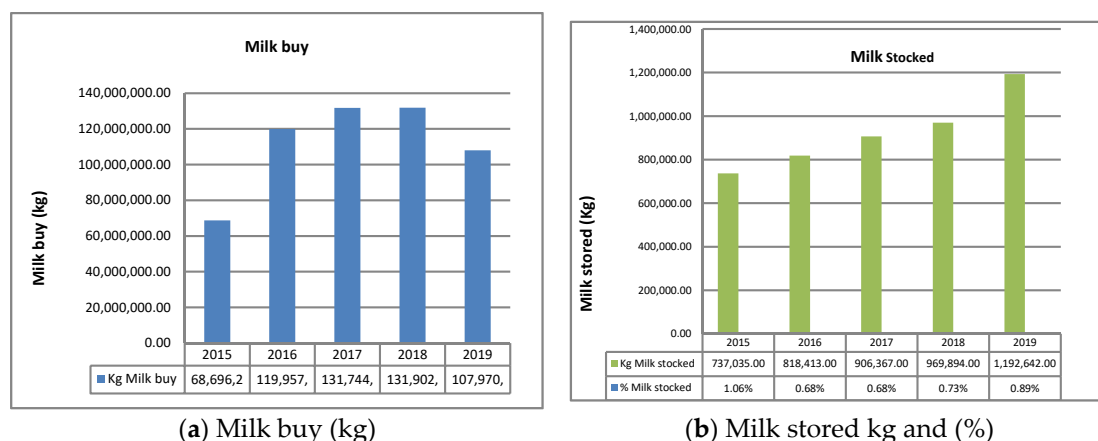 Milk buy
Milk buy (kg)
140,000,000.00
120,000,000.00
100,000,000.00
80,000,000.00
60,000,000.00
40,000,000.00
20,000,000.00
0.00
2015 2016 2017 2018 2019
Kg Milk buy 68,696,2 119,957, 131,744, 131,902, 107,970,
(a) Milk buy (kg)
Milk Stocked
Milk stored (Kg)
1,400,000.00
1,200,000.00
1,000,000.00
800,000.00
600,000.00
400,000.00
200,000.00
0.00
2015 2016 2017 2018 2019
Kg Milk stocked 737,035.00 818,413.00 906,367.00 969,894.00 1,192,642.00
% Milk stocked 1.06% 0.68% 0.68% 0.73% 0.89%
(b) Milk stored kg and (%)